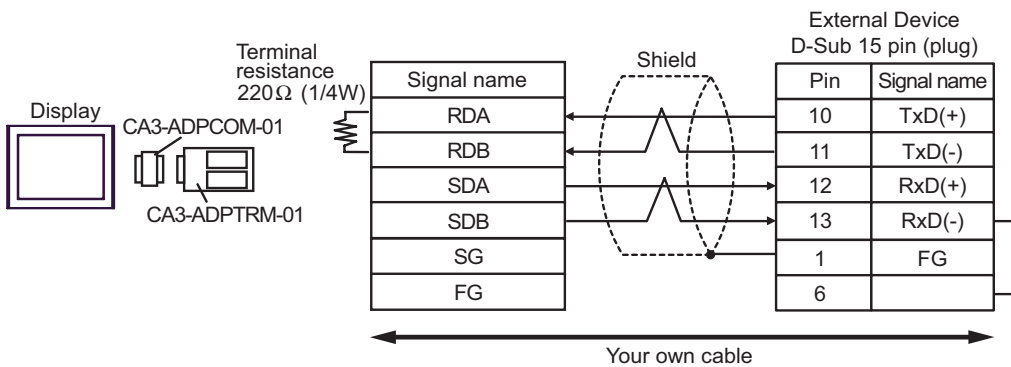 External Device
D-Sub 15 pin (plug)
Terminal
resistance
220Ω (1/4W)
Shield
Display
CA3-ADPCOM-01
CA3-ADPTRM-01
Signal name
RDA
RDB
SDA
SDB
SG
FG
Pin Signal name
10 TxD(+)
11 TxD(-)
12 RxD(+)
13 RxD(-)
1 FG
6
Your own cable